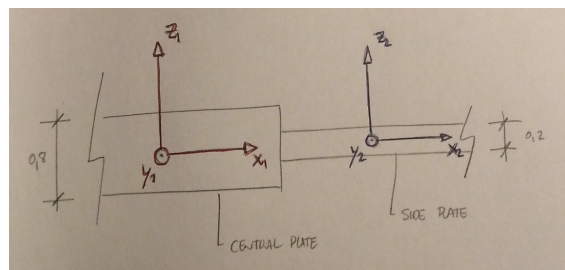 Z1
Z2
0,8
y1
x1
y2
x2
0,2
SIDE PLATE
CENTRAL PLATE